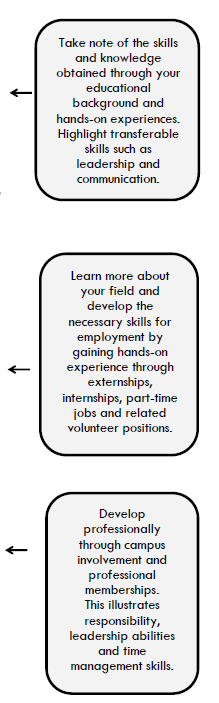 Take note of the skills
and knowledge
obtained through your
educational
background and
hands-on experiences.
Highlight transferable
skills such as
leadership and
communication.
Learn more about
your field and
develop the
necessary skills for
employment by
gaining hands-on
experience through
externships,
internships, part-time
jobs and related
volunteer positions.
Develop
professionally
through campus
involvement and
professional
memberships.
This illustrates
responsibility,
leadership abilities
and time
management skills.